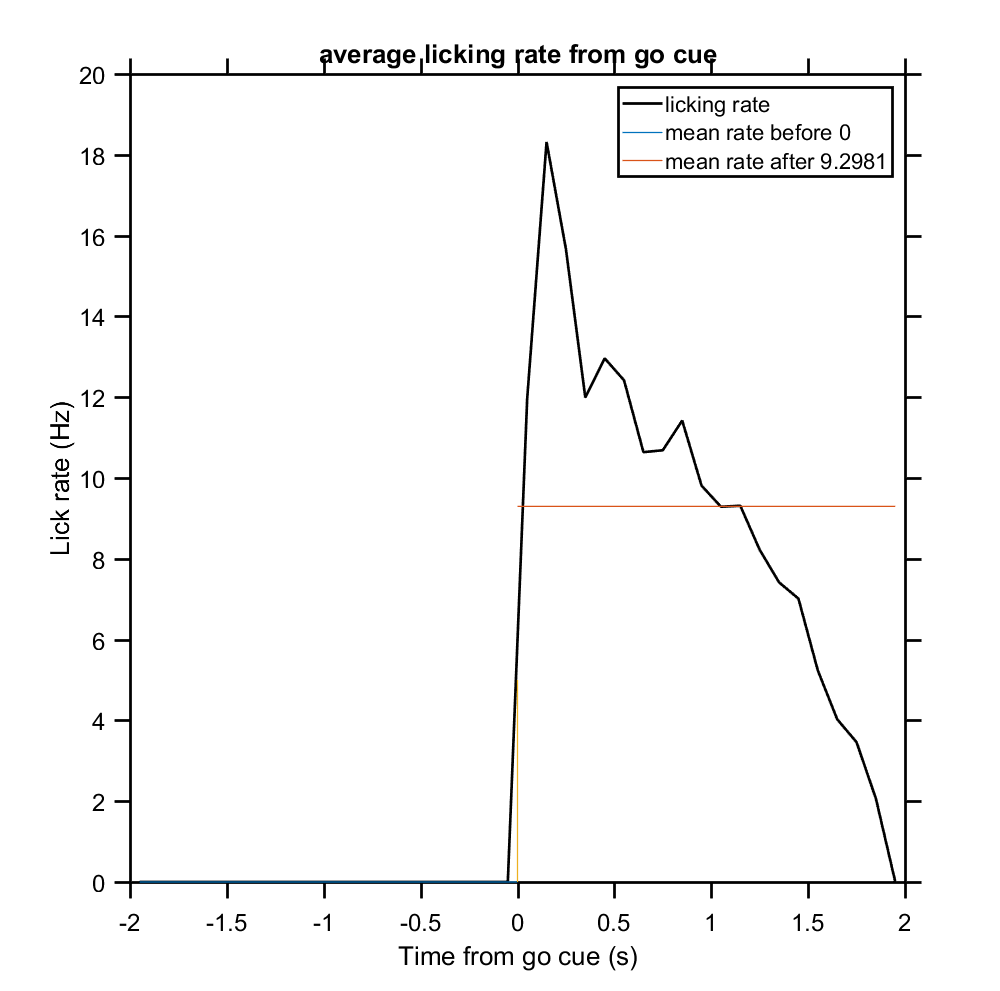 average licking rate from go cue
licking rate
mean rate before 0
mean rate after 9.2981
20
18
16
14
12
10
8
6
4
2
0
Lick rate (Hz)
-2 -1.5 -1 -0.5 0 0.5 1 1.5 2
Time from go cue (s)